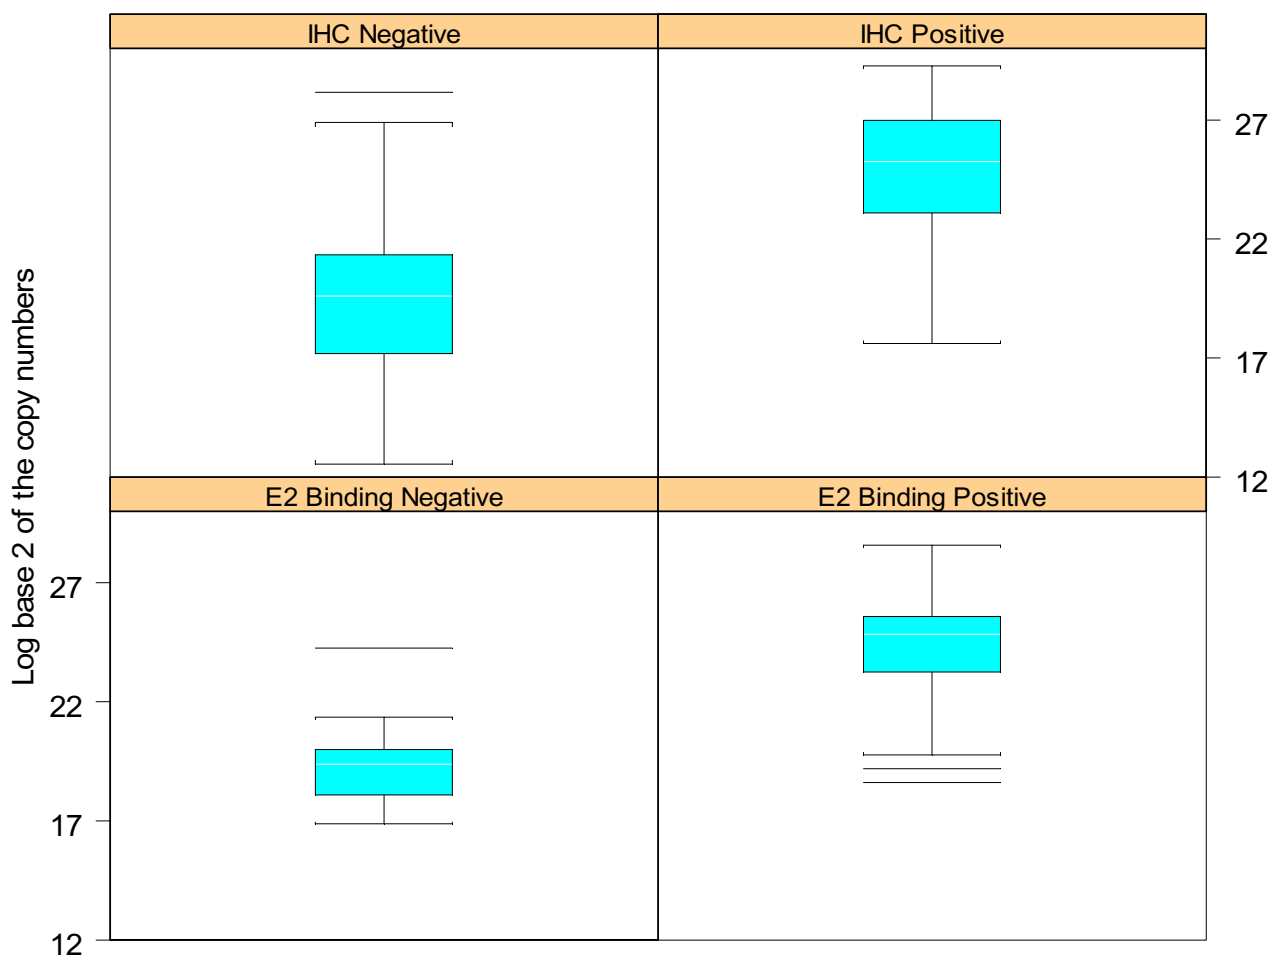 IHC Negative
IHC Positive
27
22
17
12
Log base 2 of the copy numbers
E2 Binding Negative
E2 Binding Positive
27
22
17
12